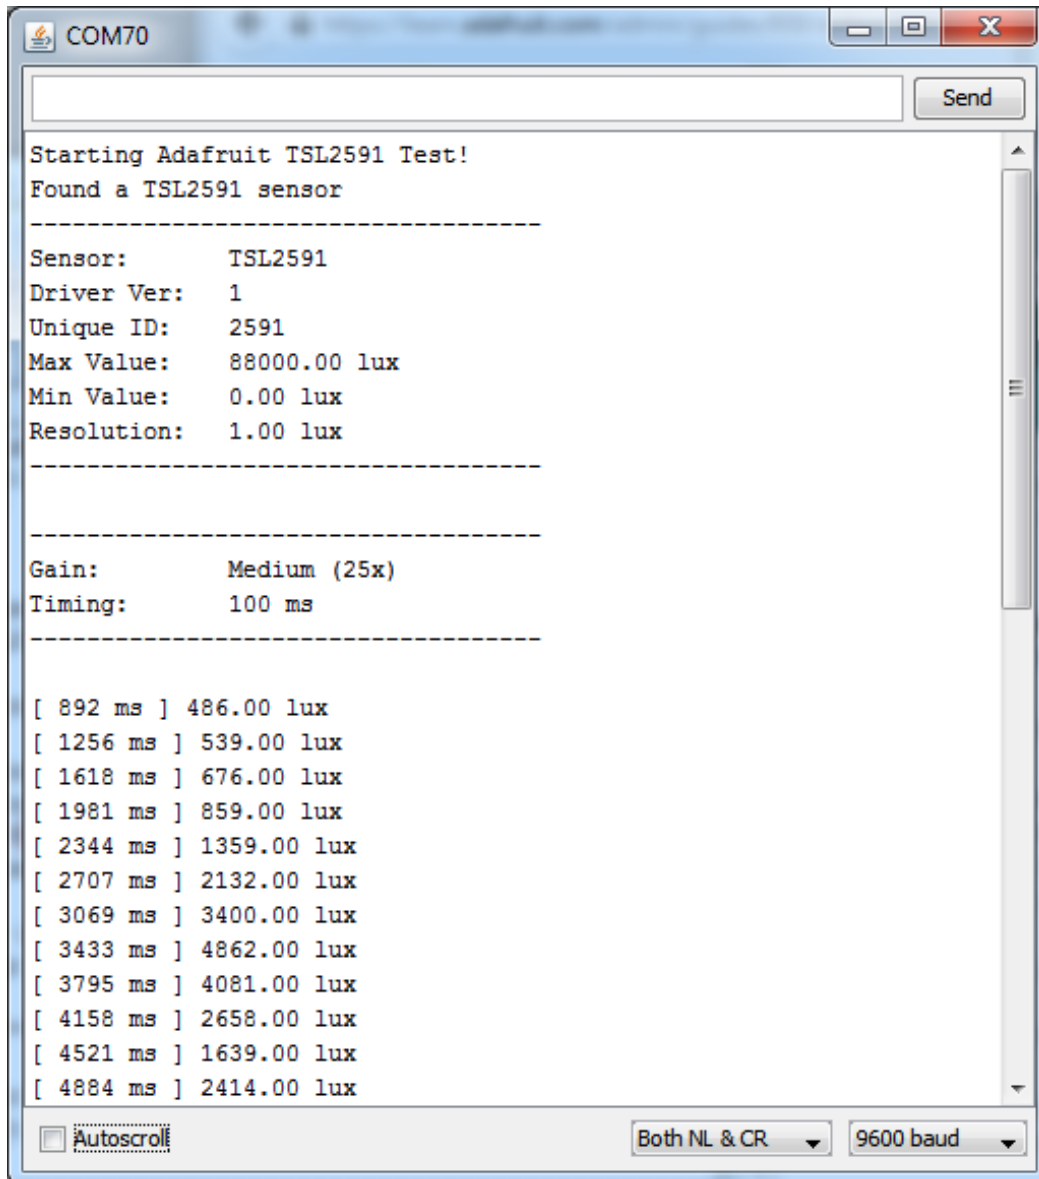 COM70
Send
Starting Adafruit TSL2591 Test!
Found a TSL2591 sensor
------------------------------------
Sensor:       TSL2591
Driver Ver:   1
Unique ID:    2591
Max Value:    88000.00 lux
Min Value:    0.00 lux
Resolution:   1.00 lux
------------------------------------
------------------------------------
Gain:         Medium (25x)
Timing:       100 ms
------------------------------------
[ 892 ms ] 486.00 lux
[ 1256 ms ] 539.00 lux
[ 1618 ms ] 676.00 lux
[ 1981 ms ] 859.00 lux
[ 2344 ms ] 1359.00 lux
[ 2707 ms ] 2132.00 lux
[ 3069 ms ] 3400.00 lux
[ 3433 ms ] 4862.00 lux
[ 3795 ms ] 4081.00 lux
[ 4158 ms ] 2658.00 lux
[ 4521 ms ] 1639.00 lux
[ 4884 ms ] 2414.00 lux
Autoscroll Both NL & CR 9600 baud